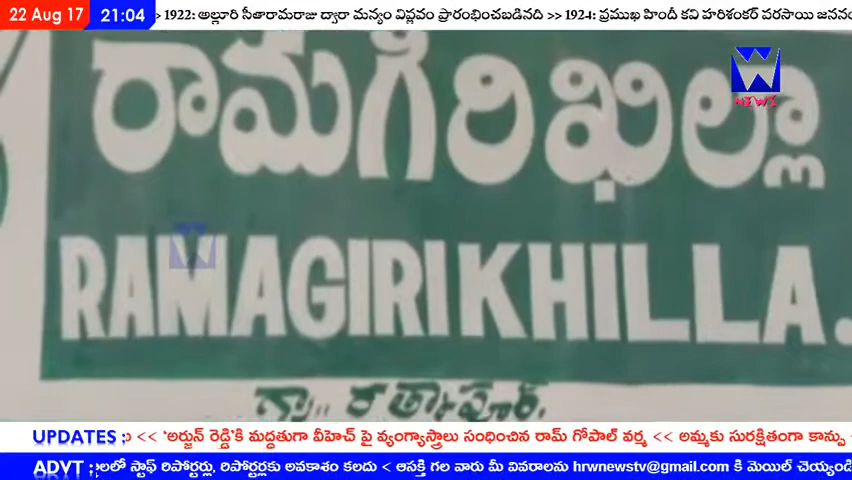 22 Aug 17 21:04 > 1922: అల్లూరి సీతారామరాజు ద్వారా మన్యం విప్లవం ప్రారంభించబడినది >> 1924: ప్రముఖ హిందీ కవి హరిశంకర్ పరసాయి జననం
W NEWS
రామగిరిఖిల్లా
RAMAGIRI KHILLA.
గ్రా.. రత్నాపూర్.
UPDATES ; << 'అర్జున్ రెడ్డి'కి మద్దతుగా వీహెచ్ పై వ్యంగ్యాస్త్రాలు సంధించిన రామ్ గోపాల్ వర్మ << అమ్మకు సురక్షితంగా కాన్పు
ADVT ; లలో స్టాఫ్ రిపోర్టర్లు, రిపోర్టర్లకు అవకాశం కలదు < ఆసక్తి గల వారు మీ వివరాలను hrwnewstv@gmail.com కి మెయిల్ చెయ్యండి